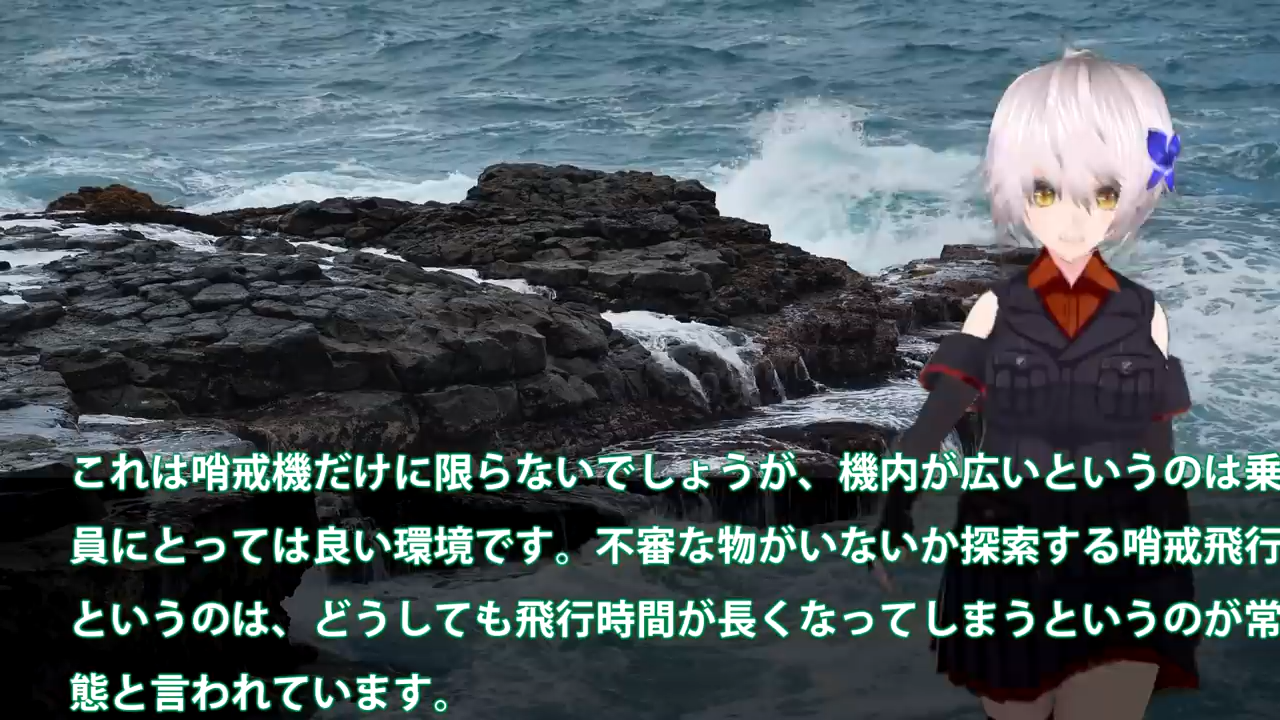 これは哨戒機だけに限らないでしょうが、機内が広いというのは乗
員にとっては良い環境です。不審な物がいないか探索する哨戒飛行
というのは、どうしても飛行時間が長くなってしまうというのが常
態と言われています。